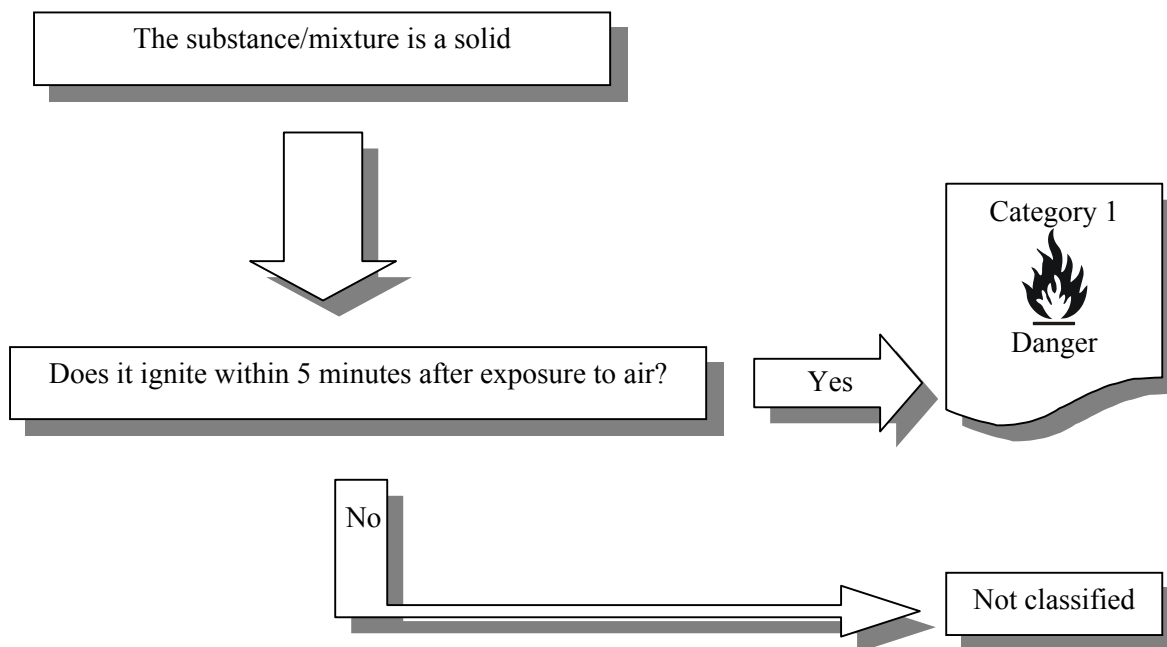 The substance/mixture is a solid
Category 1
Danger
Does it ignite within 5 minutes after exposure to air?
Yes
No
Not classified